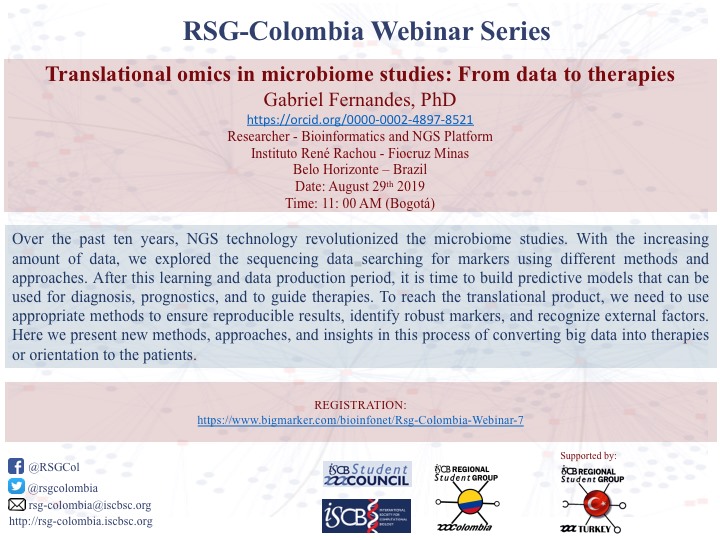 RSG-Colombia Webinar Series
Translational omics in microbiome studies: From data to therapies
Gabriel Fernandes, PhD
https://orcid.org/0000-0002-4897-8521
Researcher - Bioinformatics and NGS Platform
Instituto René Rachou - Fiocruz Minas
Belo Horizonte – Brazil
Date: August 29th 2019
Time: 11: 00 AM (Bogotá)
Over the past ten years, NGS technology revolutionized the microbiome studies. With the increasing
amount of data, we explored the sequencing data searching for markers using different methods and
approaches. After this learning and data production period, it is time to build predictive models that can be
used for diagnosis, prognostics, and to guide therapies. To reach the translational product, we need to use
appropriate methods to ensure reproducible results, identify robust markers, and recognize external factors.
Here we present new methods, approaches, and insights in this process of converting big data into therapies
or orientation to the patients.
REGISTRATION:
https://www.bigmarker.com/bioinfonet/Rsg-Colombia-Webinar-7
@RSGCol
@rsgcolombia
rsg-colombia@iscbsc.org
http://rsg-colombia.iscbsc.org
iSCB Student
COUNCIL
iSCB
INTERNATIONAL
SOCIETY FOR
COMPUTATIONAL
BIOLOGY
iSCB REGIONAL
Student GROUP
Colombia
Supported by:
iSCB REGIONAL
Student GROUP
TURKEY